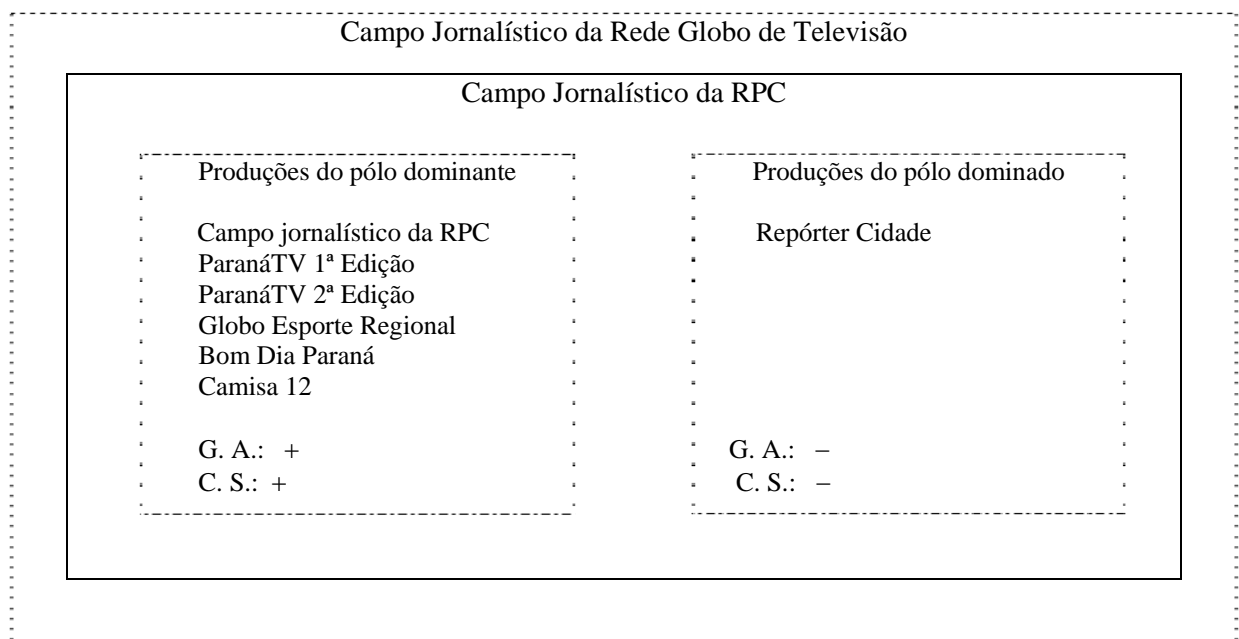 Campo Jornalístico da Rede Globo de Televisão
Campo Jornalístico da RPC
Produções do pólo dominante
Campo jornalístico da RPC
ParanáTV 1ª Edição
ParanáTV 2ª Edição
Globo Esporte Regional
Bom Dia Paraná
Camisa 12
G. A.: +
C. S.: +
Produções do pólo dominado
Repórter Cidade
G. A.: −
C. S.: −